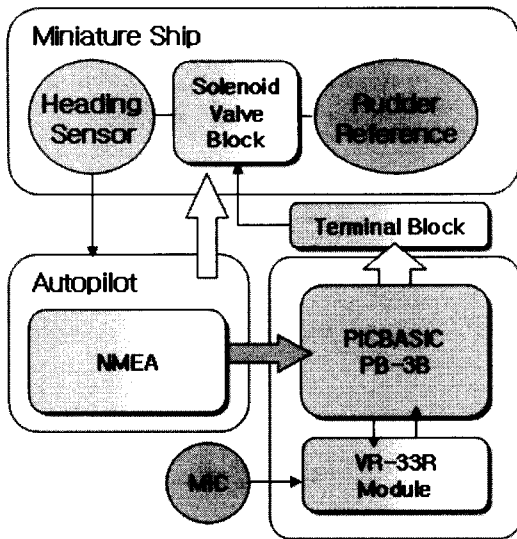 Miniature Ship
Heading
Sensor
Solenoid
Valve
Block
Rudder
Reference
Terminal Block
Autopilot
NMEA
PICBASIC
PB-3B
MIC
VR-33R
Module